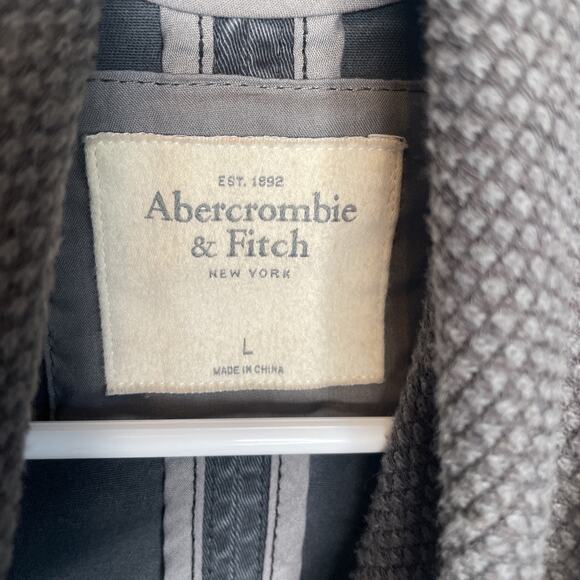 EST. 1892
Abercrombie
& Fitch
NEW YORK
L
MADE IN CHINA